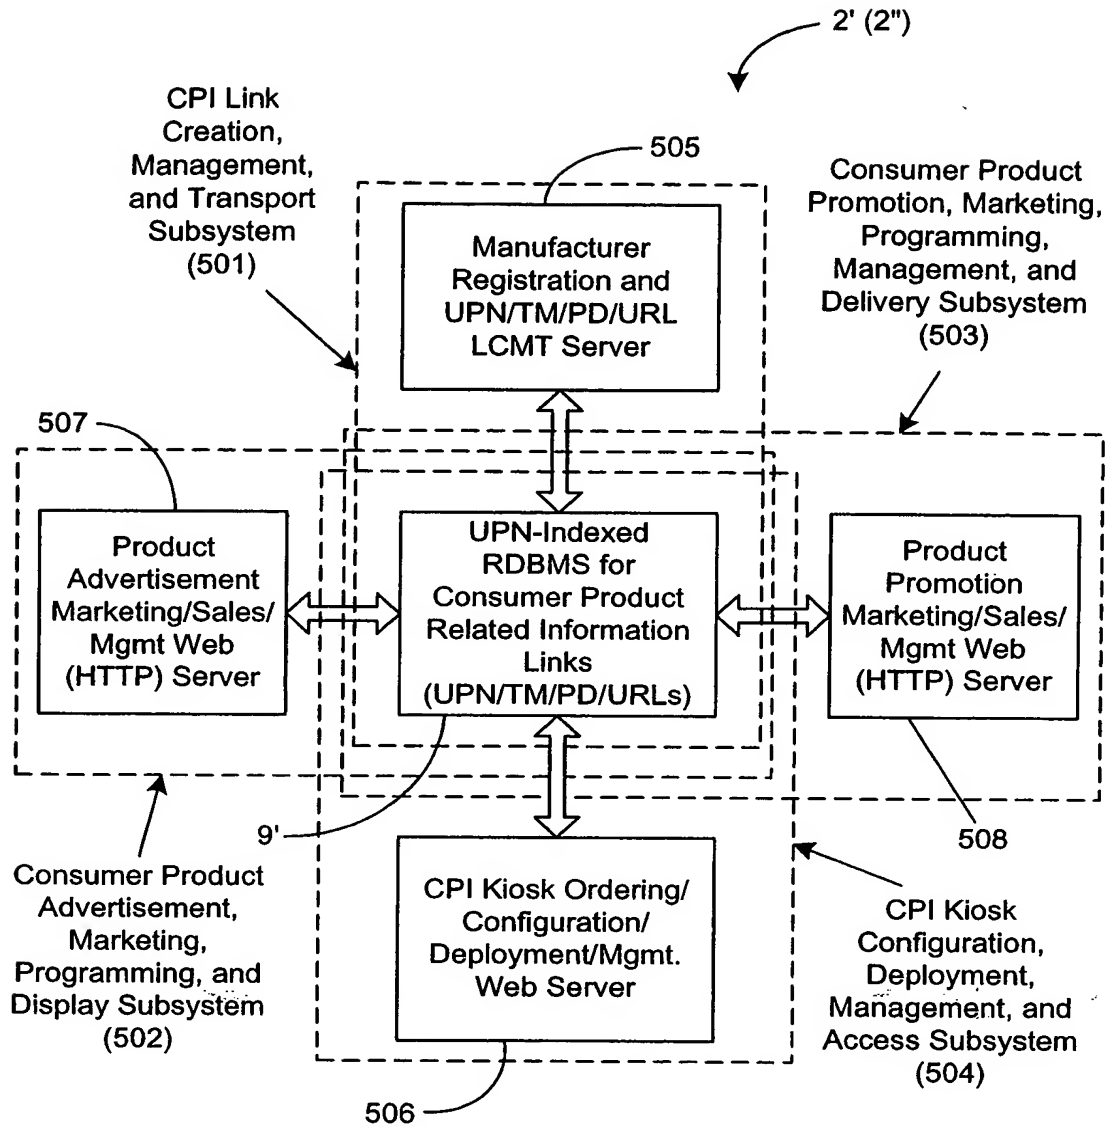 2' (2")
CPI Link
Creation,
Management,
and Transport
Subsystem
(501)
505
Consumer Product
Promotion, Marketing,
Programming,
Management, and
Delivery Subsystem
(503)
Manufacturer
Registration and
UPN/TM/PD/URL
LCMT Server
507
Product
Advertisement
Marketing/Sales/
Mgmt Web
(HTTP) Server
UPN-Indexed
RDBMS for
Consumer Product
Related Information
Links
(UPN/TM/PD/URLs)
Product
Promotion
Marketing/Sales/
Mgmt Web
(HTTP) Server
9'
508
Consumer Product
Advertisement,
Marketing,
Programming, and
Display Subsystem
(502)
CPI Kiosk Ordering/
Configuration/
Deployment/Mgmt.
Web Server
CPI Kiosk
Configuration,
Deployment,
Management, and
Access Subsystem
(504)
506